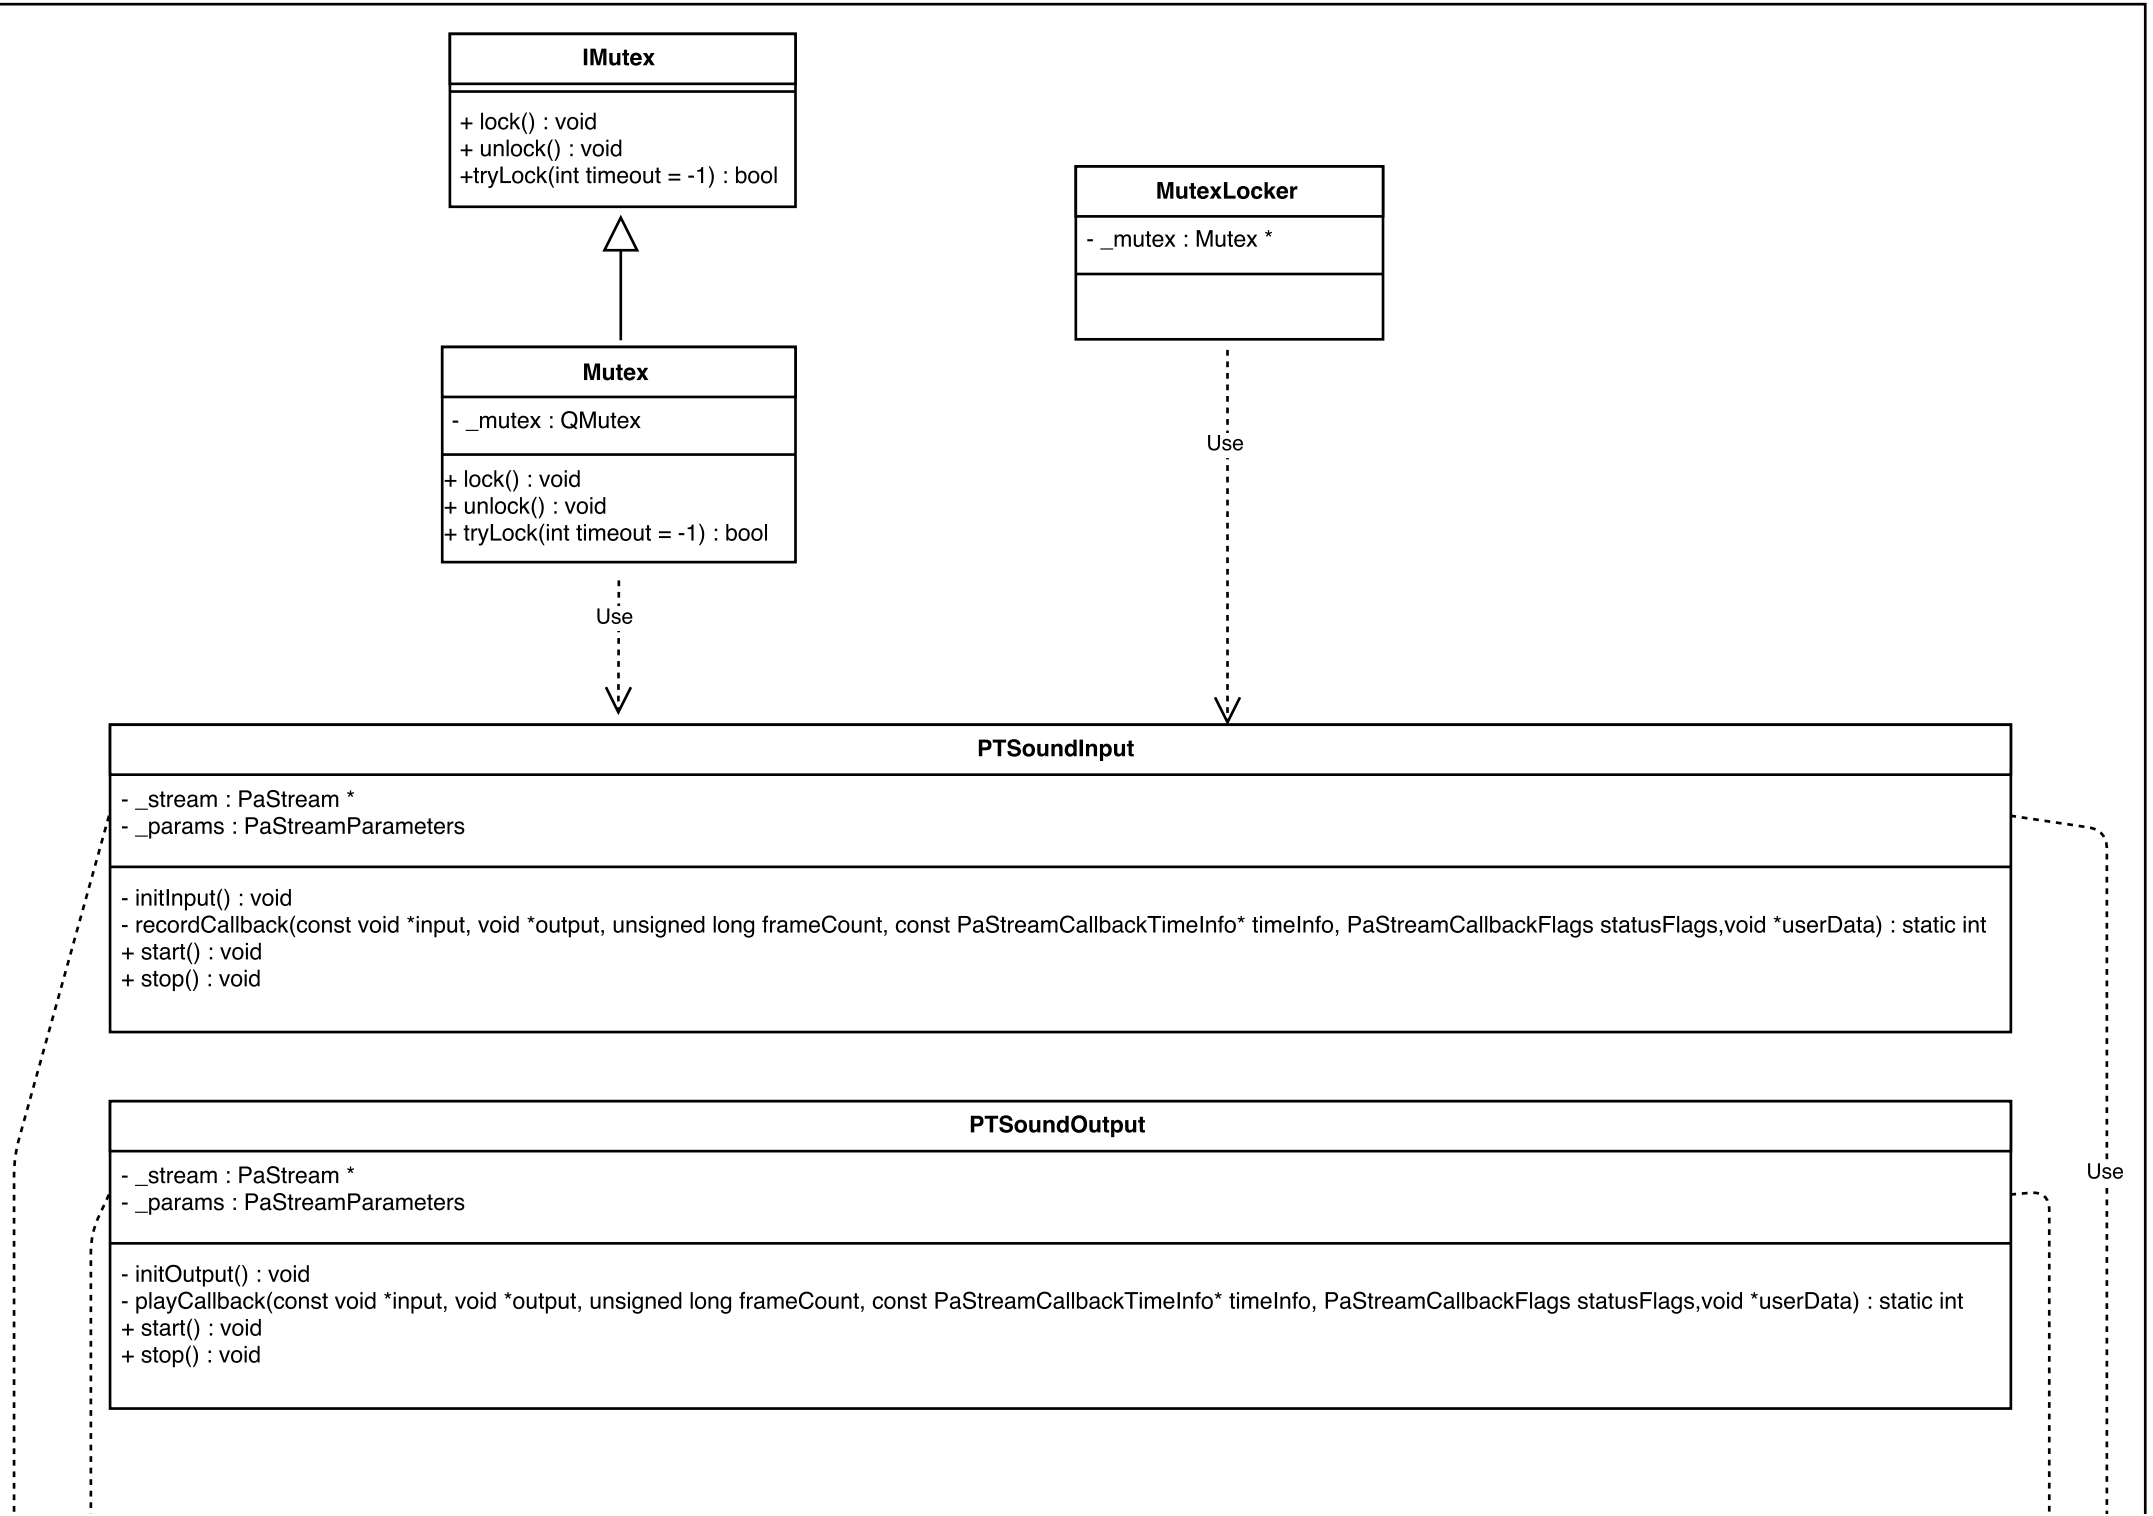 IMutex
+ lock() : void
+ unlock() : void
+tryLock(int timeout = -1) : bool
MutexLocker
- _mutex : Mutex *
Mutex
- _mutex : QMutex
+ lock() : void
+ unlock() : void
+ tryLock(int timeout = -1) : bool
Use
Use
PTSoundInput
- _stream : PaStream *
- _params : PaStreamParameters
- initInput() : void
- recordCallback(const void *input, void *output, unsigned long frameCount, const PaStreamCallbackTimeInfo* timeInfo, PaStreamCallbackFlags statusFlags,void *userData) : static int
+ start() : void
+ stop() : void
PTSoundOutput
- _stream : PaStream *
- _params : PaStreamParameters
Use
- initOutput() : void
- playCallback(const void *input, void *output, unsigned long frameCount, const PaStreamCallbackTimeInfo* timeInfo, PaStreamCallbackFlags statusFlags,void *userData) : static int
+ start() : void
+ stop() : void